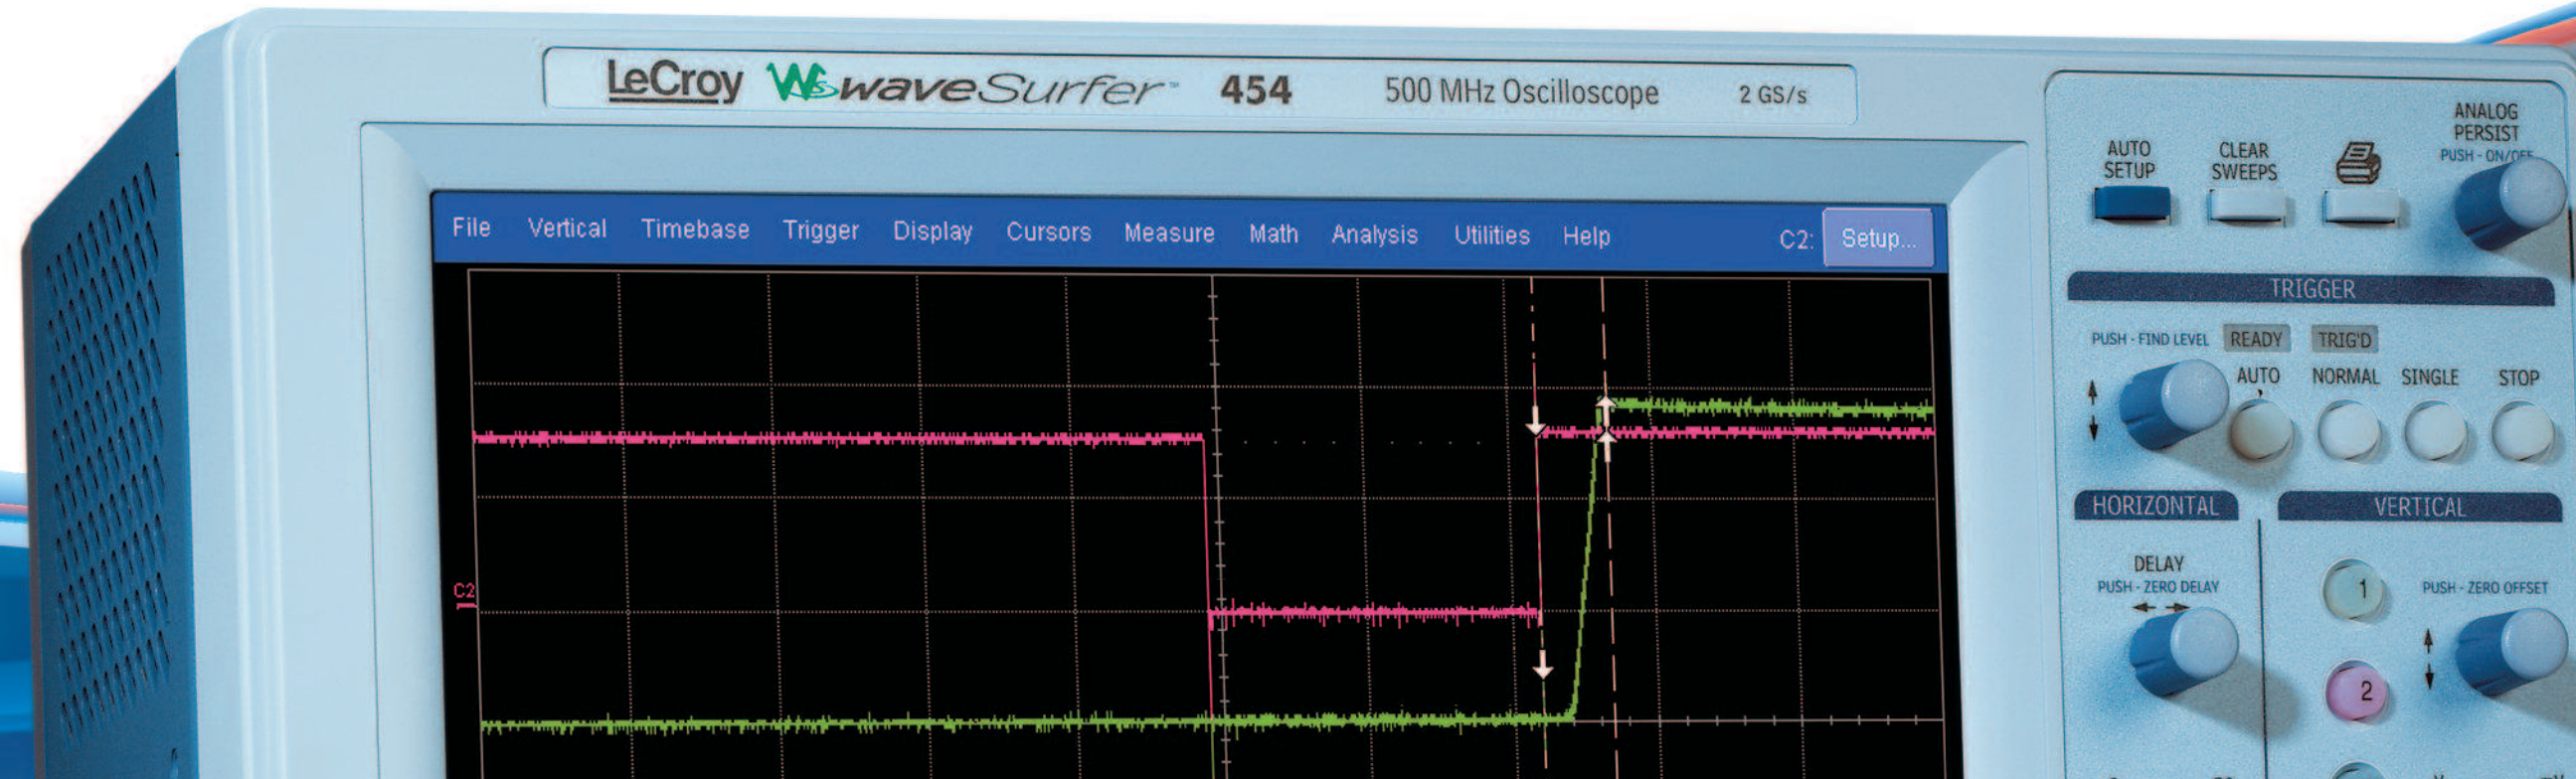 LeCroy Ws waveSurfer™ 454 500 MHz Oscilloscope 2 GS/s
File Vertical Timebase Trigger Display Cursors Measure Math Analysis Utilities Help C2: Setup...
C2
AUTO SETUP
CLEAR SWEEPS
ANALOG PERSIST
PUSH - ON/OFF
TRIGGER
PUSH - FIND LEVEL
READY
TRIG'D
AUTO
NORMAL
SINGLE
STOP
HORIZONTAL
DELAY
PUSH - ZERO DELAY
VERTICAL
1
PUSH - ZERO OFFSET
2